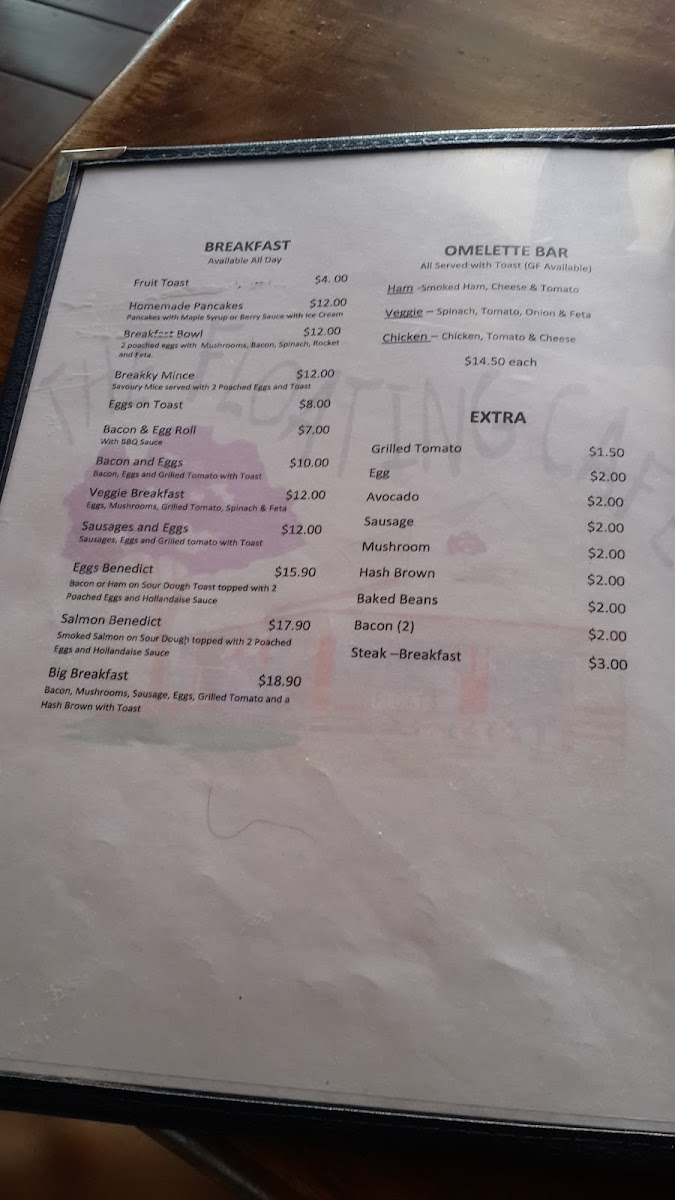 BREAKFAST
Available All Day
Fruit Toast $4. 00
Homemade Pancakes $12.00
Pancakes with Maple Syrup or Berry Sauce with Ice Cream
Breakfast Bowl $12.00
2 poached eggs with Mushrooms, Bacon, Spinach, Rocket
and Feta.
Breakky Mince $12.00
Savoury Mice served with 2 Poached Eggs and Toast
Eggs on Toast $8.00
Bacon & Egg Roll $7.00
With BBQ Sauce
Bacon and Eggs $10.00
Bacon, Eggs and Grilled Tomato with Toast
Veggie Breakfast $12.00
Eggs, Mushrooms, Grilled Tomato, Spinach & Feta
Sausages and Eggs $12.00
Sausages, Eggs and Grilled tomato with Toast
Eggs Benedict $15.90
Bacon or Ham on Sour Dough Toast topped with 2
Poached Eggs and Hollandaise Sauce
Salmon Benedict $17.90
Smoked Salmon on Sour Dough topped with 2 Poached
Eggs and Hollandaise Sauce
Big Breakfast $18.90
Bacon, Mushrooms, Sausage, Eggs, Grilled Tomato and a
Hash Brown with Toast
OMELETTE BAR
All Served with Toast (GF Available)
Ham -Smoked Ham, Cheese & Tomato
Veggie – Spinach, Tomato, Onion & Feta
Chicken – Chicken, Tomato & Cheese
$14.50 each
EXTRA
Grilled Tomato $1.50
Egg $2.00
Avocado $2.00
Sausage $2.00
Mushroom $2.00
Hash Brown $2.00
Baked Beans $2.00
Bacon (2) $2.00
Steak –Breakfast $3.00